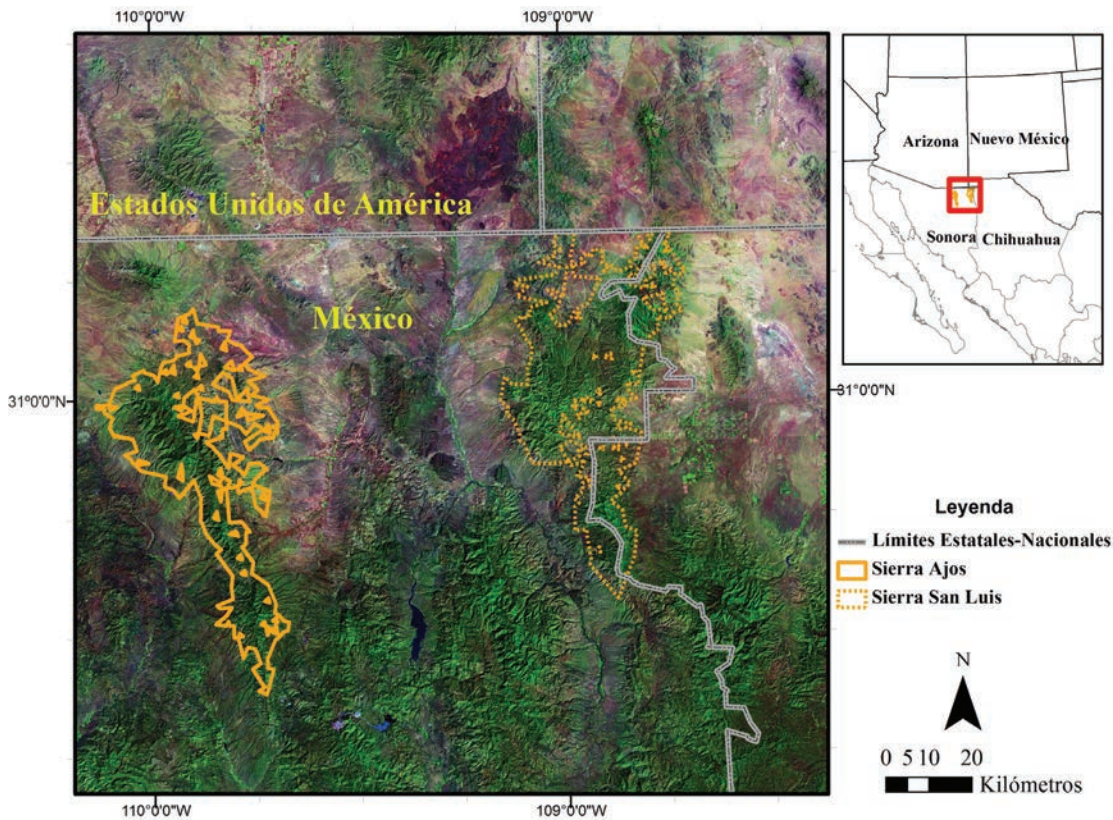 110°0'0"W
109°0'0"W
Estados Unidos de América
México
31°0'0"N
31°0'0"N
110°0'0"W
109°0'0"W
Arizona
Nuevo México
Sonora
Chihuahua
Leyenda
Límites Estatales-Nacionales
Sierra Ajos
Sierra San Luis
N
0 5 10 20
Kilómetros